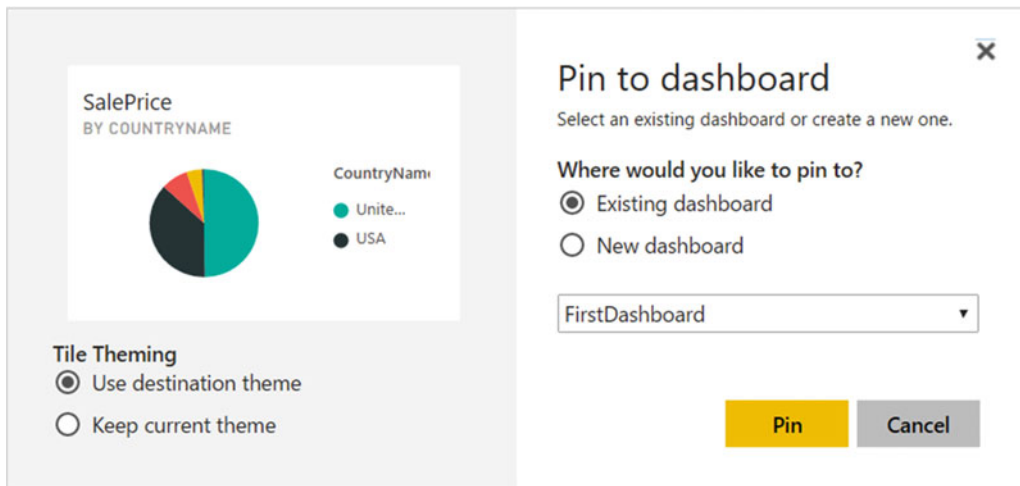 SalePrice
BY COUNTRYNAME
CountryNam
Unite...
USA
Tile Theming
Use destination theme
Keep current theme
Pin to dashboard
Select an existing dashboard or create a new one.
Where would you like to pin to?
Existing dashboard
New dashboard
FirstDashboard
Pin
Cancel